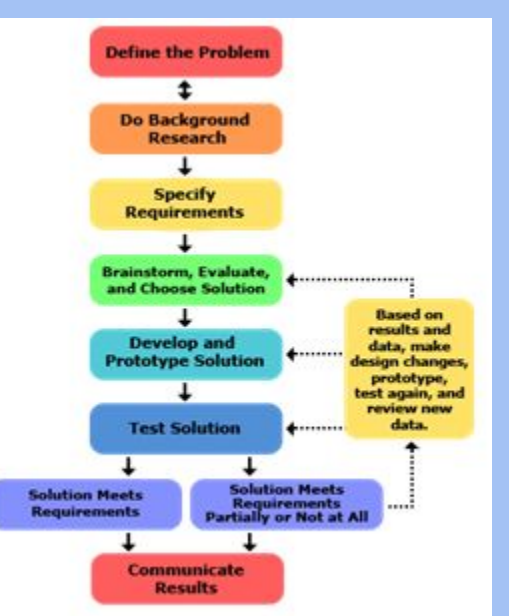 Define the Problem
Do Background
Research
Specify
Requirements
Brainstorm, Evaluate,
and Choose Solution
Develop and
Prototype Solution
Based on
results and
data, make
design changes,
prototype,
test again, and
review new
data.
Test Solution
Solution Meets
Requirements
Solution Meets
Requirements
Partially or Not at All
Communicate
Results